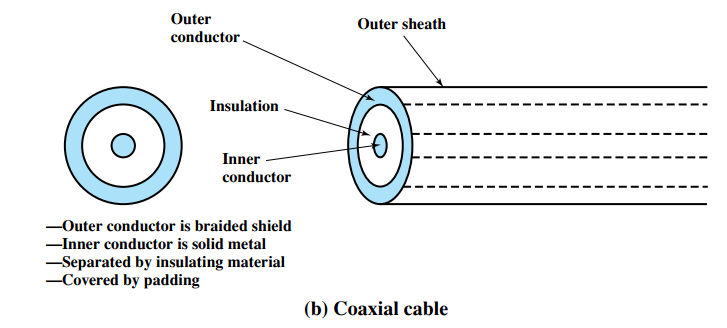 Outer
conductor
Outer sheath
Insulation
Inner
conductor
—Outer conductor is braided shield
—Inner conductor is solid metal
—Separated by insulating material
—Covered by padding
(b) Coaxial cable